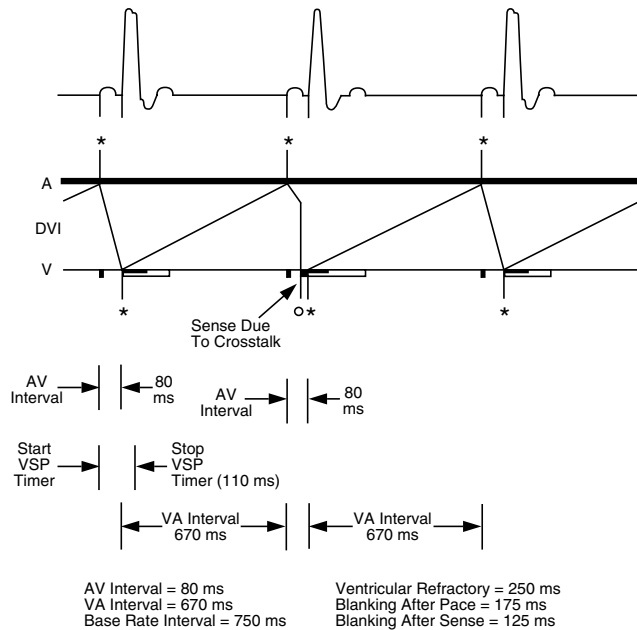 * * *
A
DVI
V
* ○ * *
Sense Due
To Crosstalk
AV
Interval
80
ms
AV
Interval
80
ms
Start
VSP
Timer
Stop
VSP
Timer (110 ms)
VA Interval
670 ms
VA Interval
670 ms
AV Interval = 80 ms
VA Interval = 670 ms
Base Rate Interval = 750 ms
Ventricular Refractory = 250 ms
Blanking After Pace = 175 ms
Blanking After Sense = 125 ms